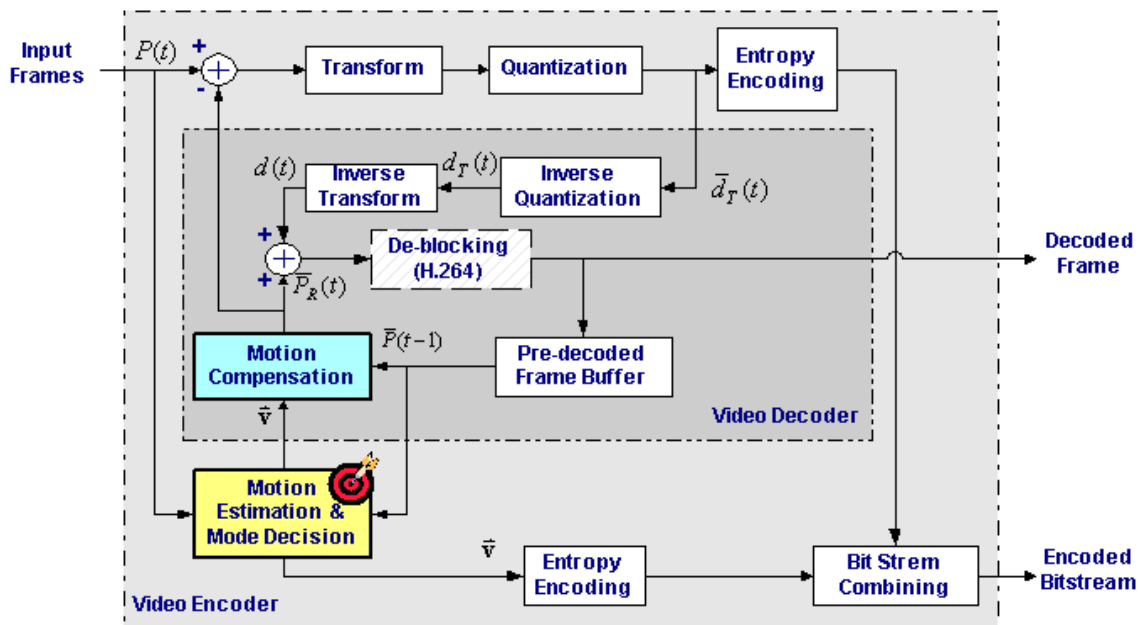 Input
Frames
P(t)
+
-
Transform
Quantization
Entropy
Encoding
d(t)
Inverse
Transform
d_T(t)
Inverse
Quantization
d̅_T(t)
+
+
P̅_R(t)
De-blocking
(H.264)
Decoded
Frame
Motion
Compensation
P̅(t-1)
Pre-decoded
Frame Buffer
v⃗
Video Decoder
Motion
Estimation &
Mode Decision
v⃗
Entropy
Encoding
Bit Strem
Combining
Encoded
Bitstream
Video Encoder